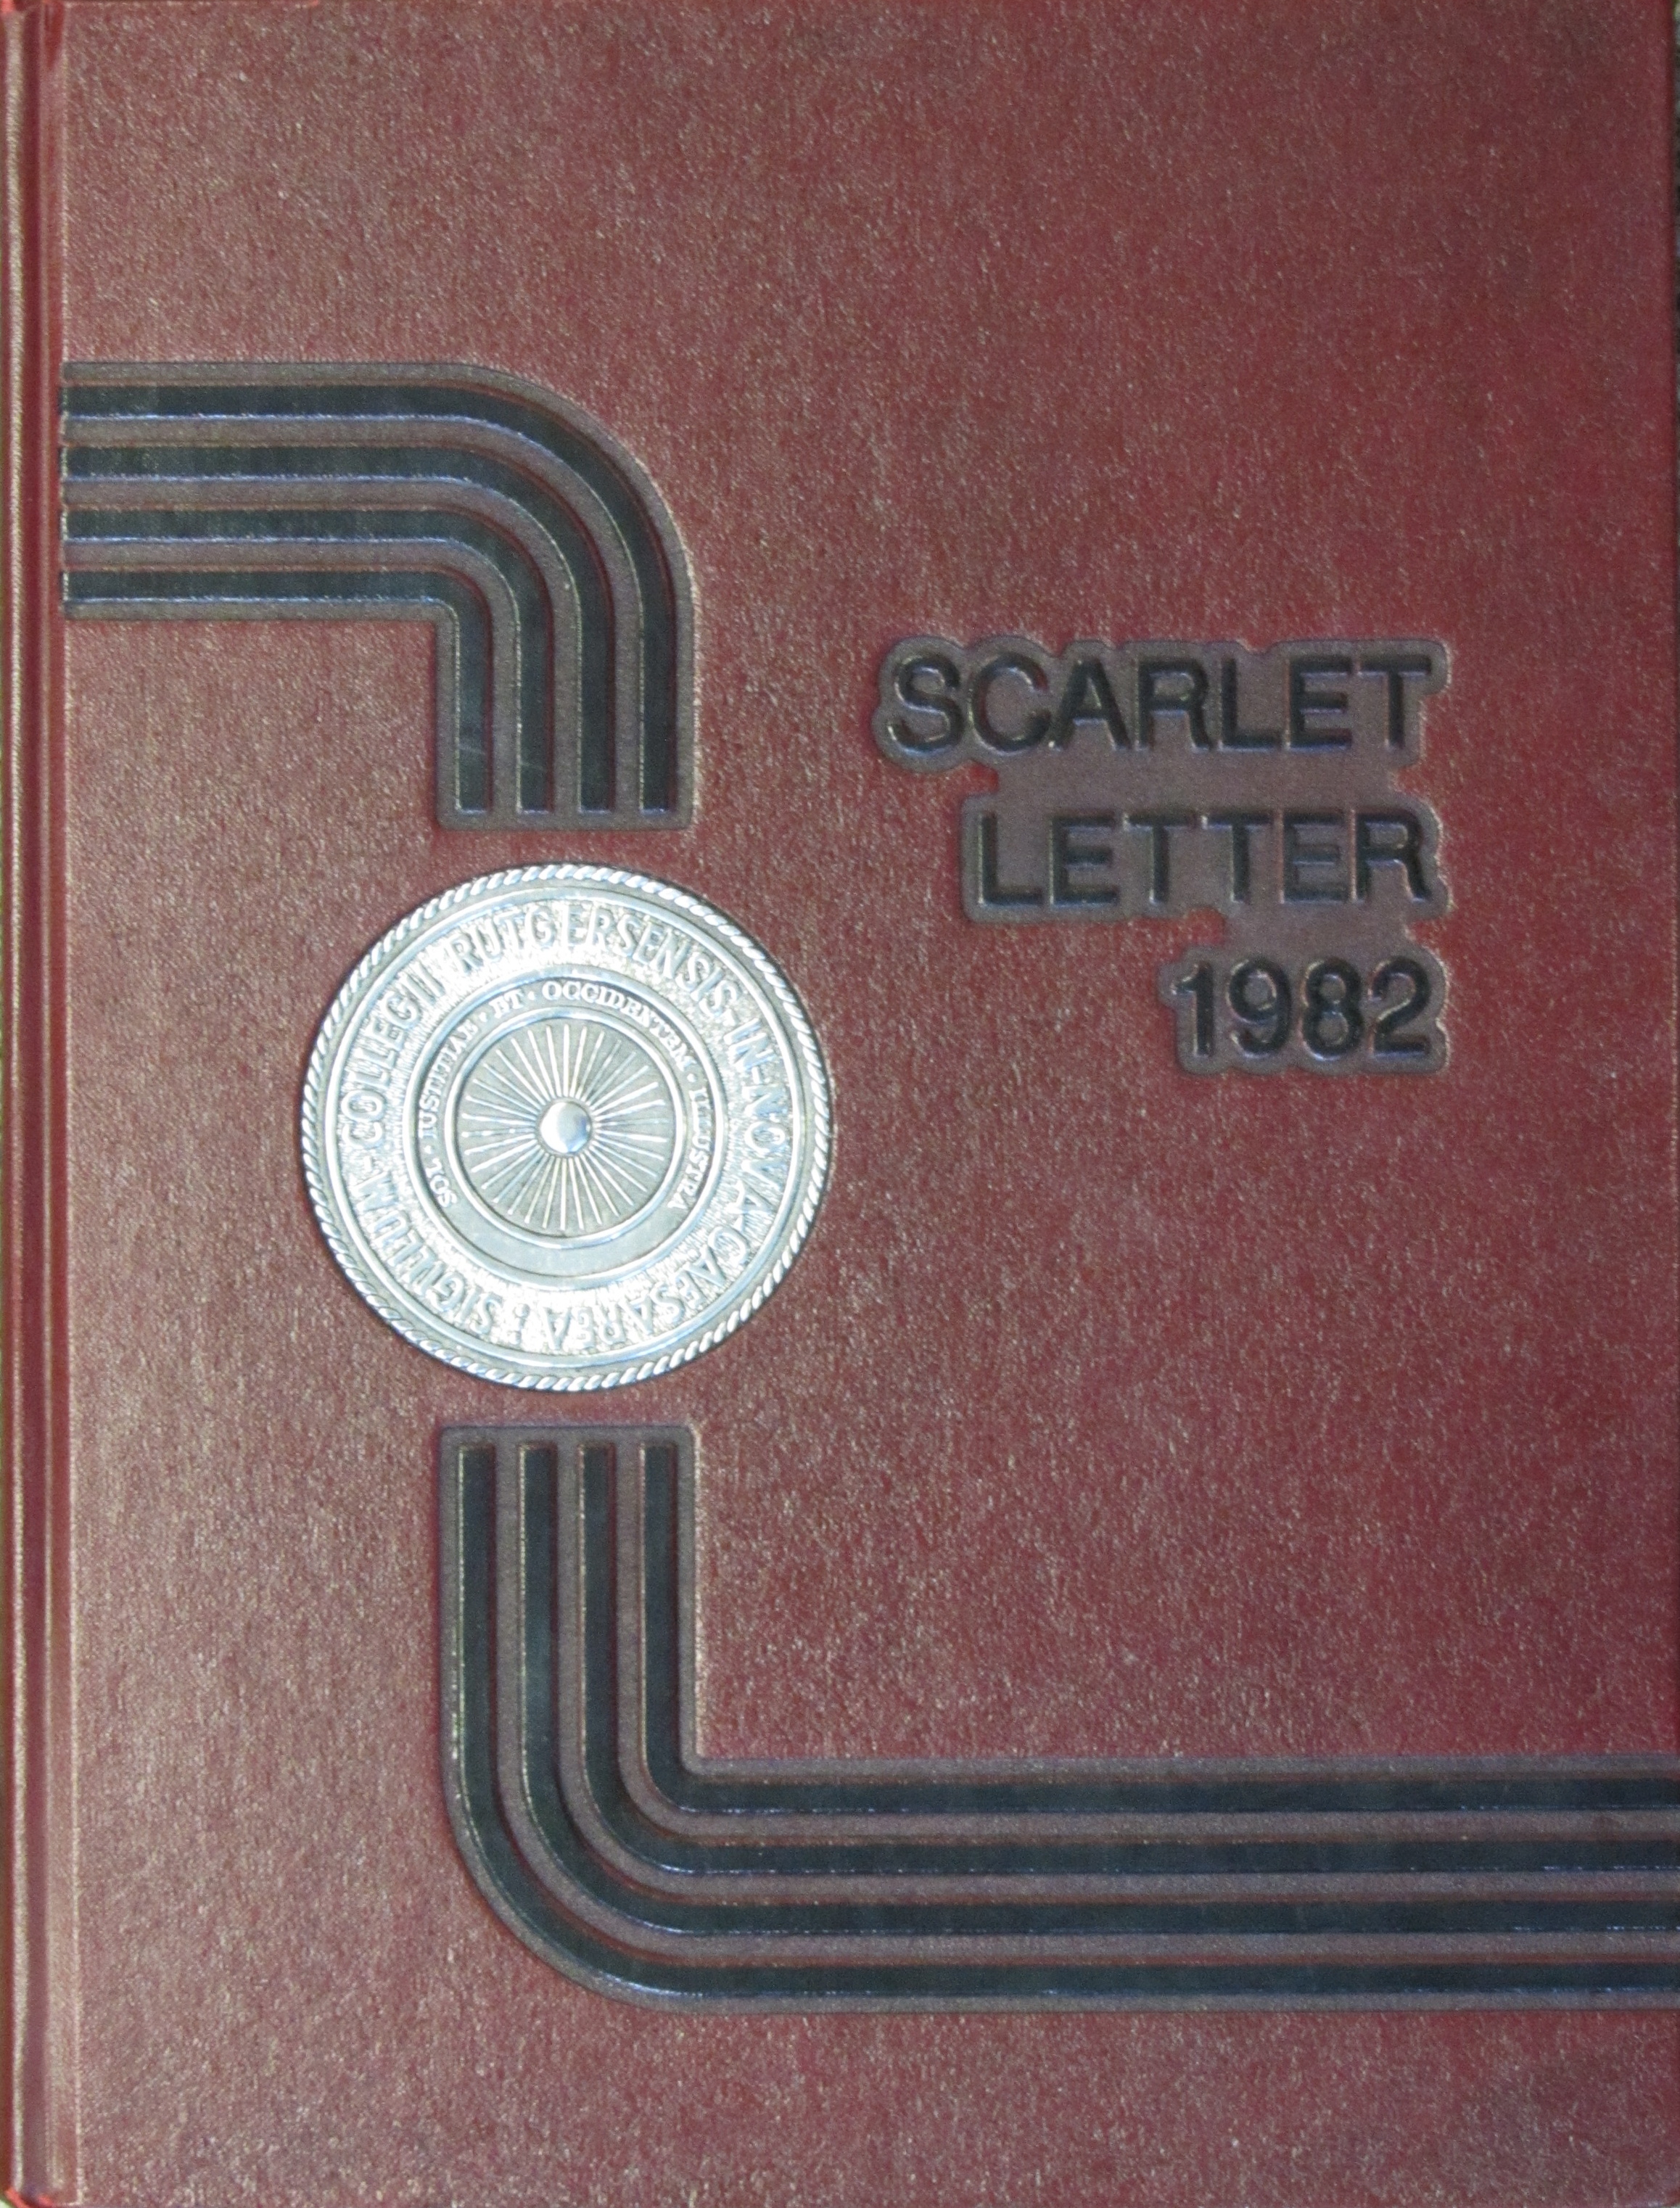 SCARLET
LETTER
1982
SIGILLUM·COLLEGII·RUTGERSENSIS·IN·NOVA·CAESAREA
SOL·IUSTITIAE·ET·OCCIDENTEM·ILLUSTRA